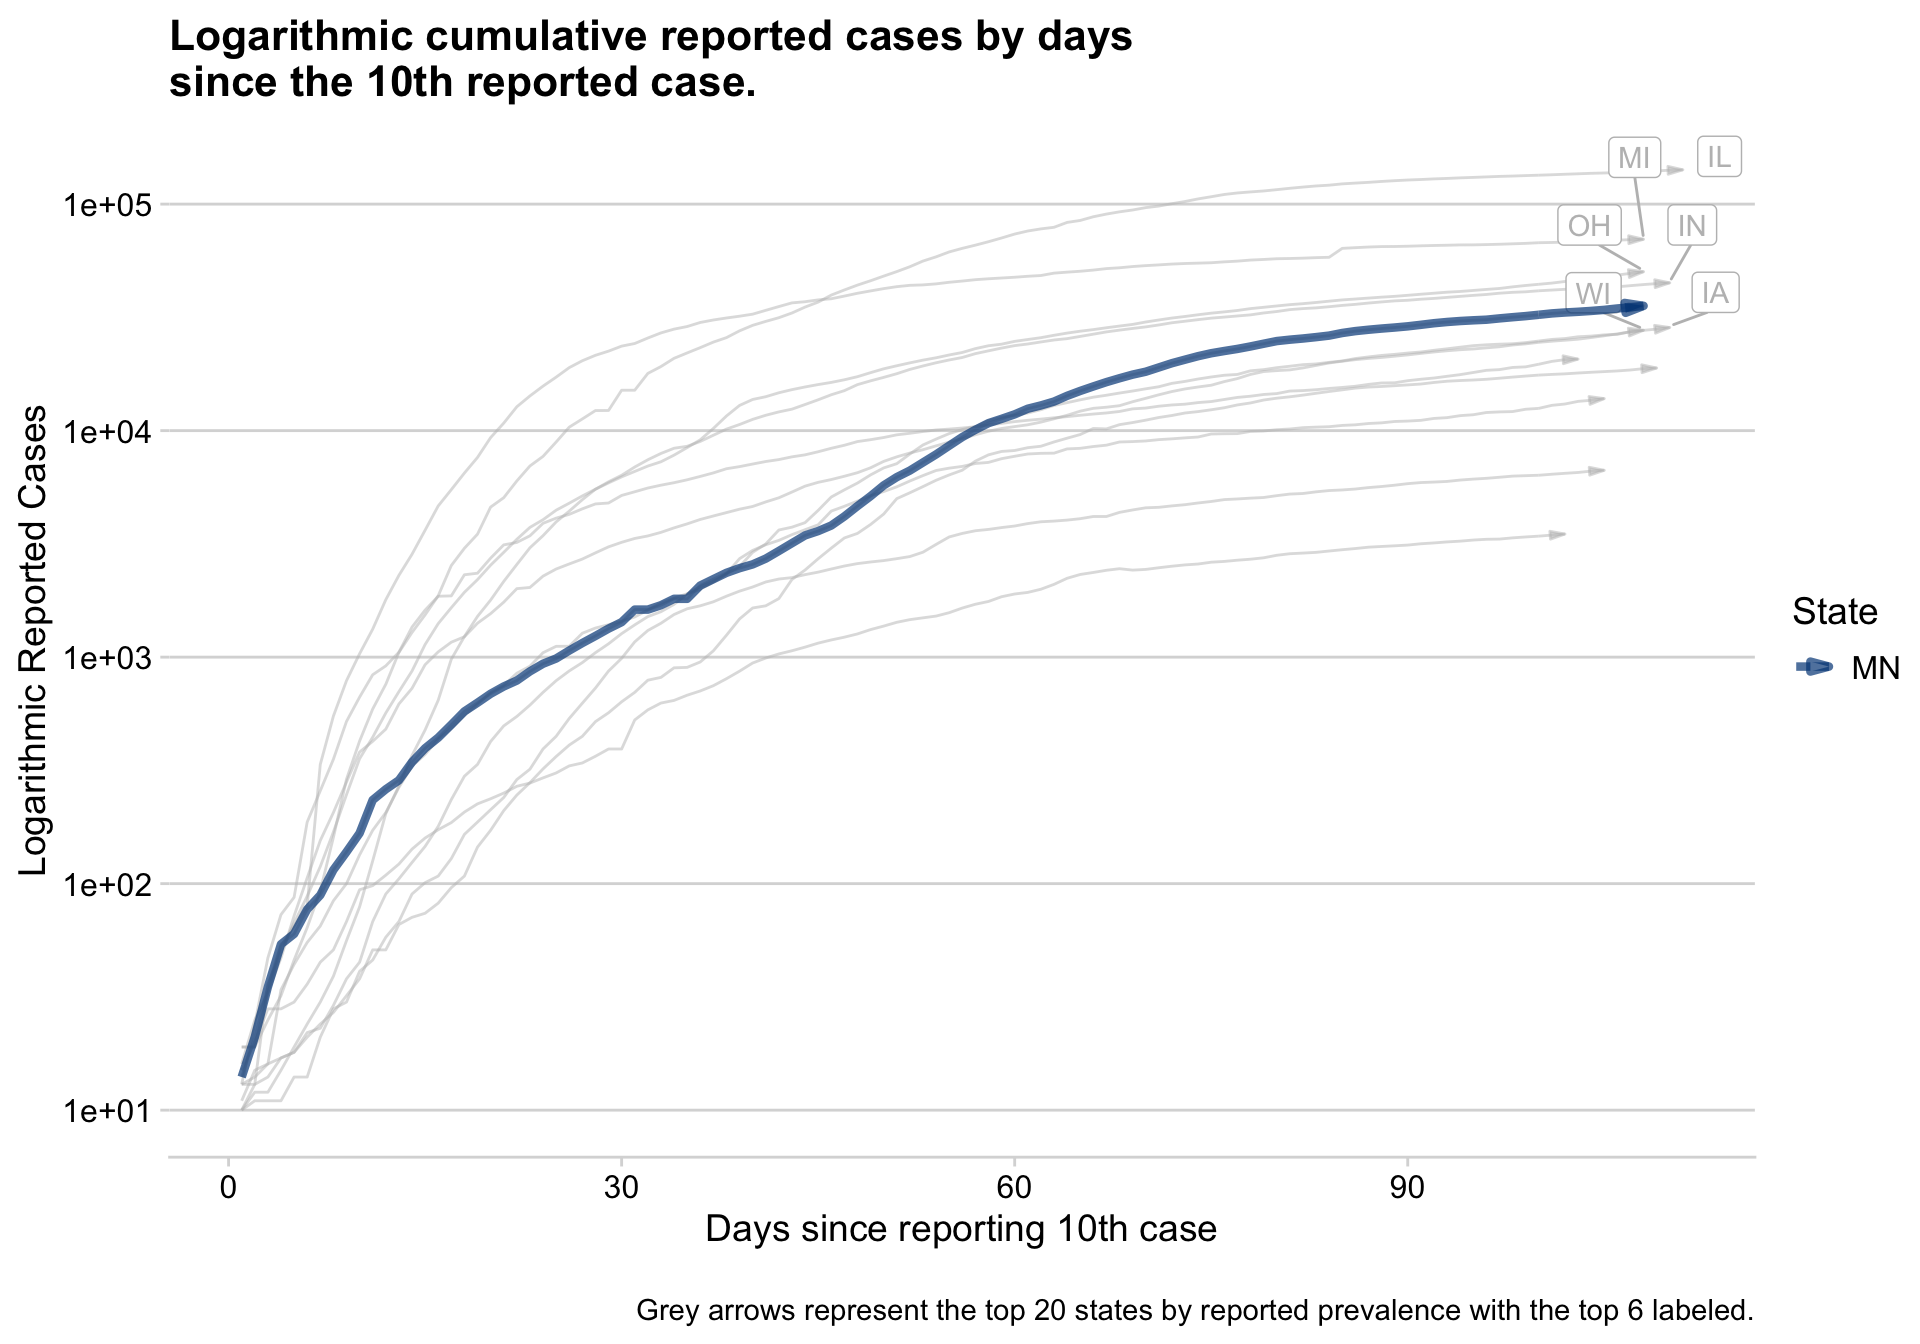 Logarithmic cumulative reported cases by days
since the 10th reported case.
MI
IL
1e+05
OH
IN
WI
IA
1e+04
Logarithmic Reported Cases
State
1e+03
MN
1e+02
1e+01
0
30
60
90
Days since reporting 10th case
Grey arrows represent the top 20 states by reported prevalence with the top 6 labeled.